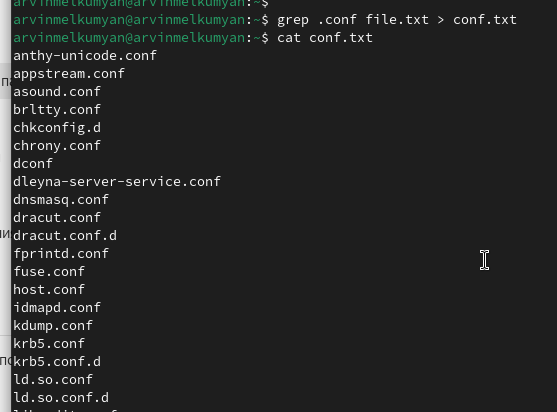 arvinmelkumyan@arvinmelkumyan:~$
arvinmelkumyan@arvinmelkumyan:~$ grep .conf file.txt > conf.txt
arvinmelkumyan@arvinmelkumyan:~$ cat conf.txt
anthy-unicode.conf
appstream.conf
asound.conf
brltty.conf
chkconfig.d
chrony.conf
dconf
dleyna-server-service.conf
dnsmasq.conf
dracut.conf
dracut.conf.d
fprintd.conf
fuse.conf
host.conf
idmapd.conf
kdump.conf
krb5.conf
krb5.conf.d
ld.so.conf
ld.so.conf.d